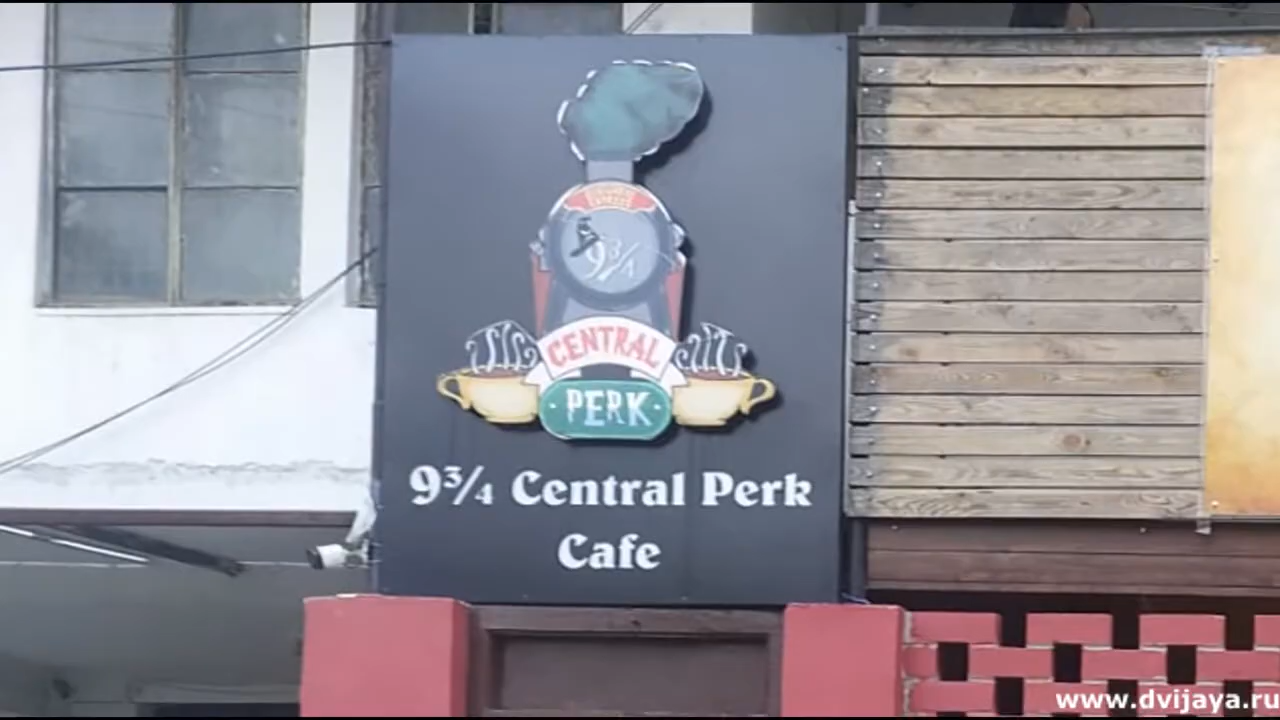 9¾
CENTRAL
PERK
9¾ Central Perk
Cafe
www.dvijaya.ru